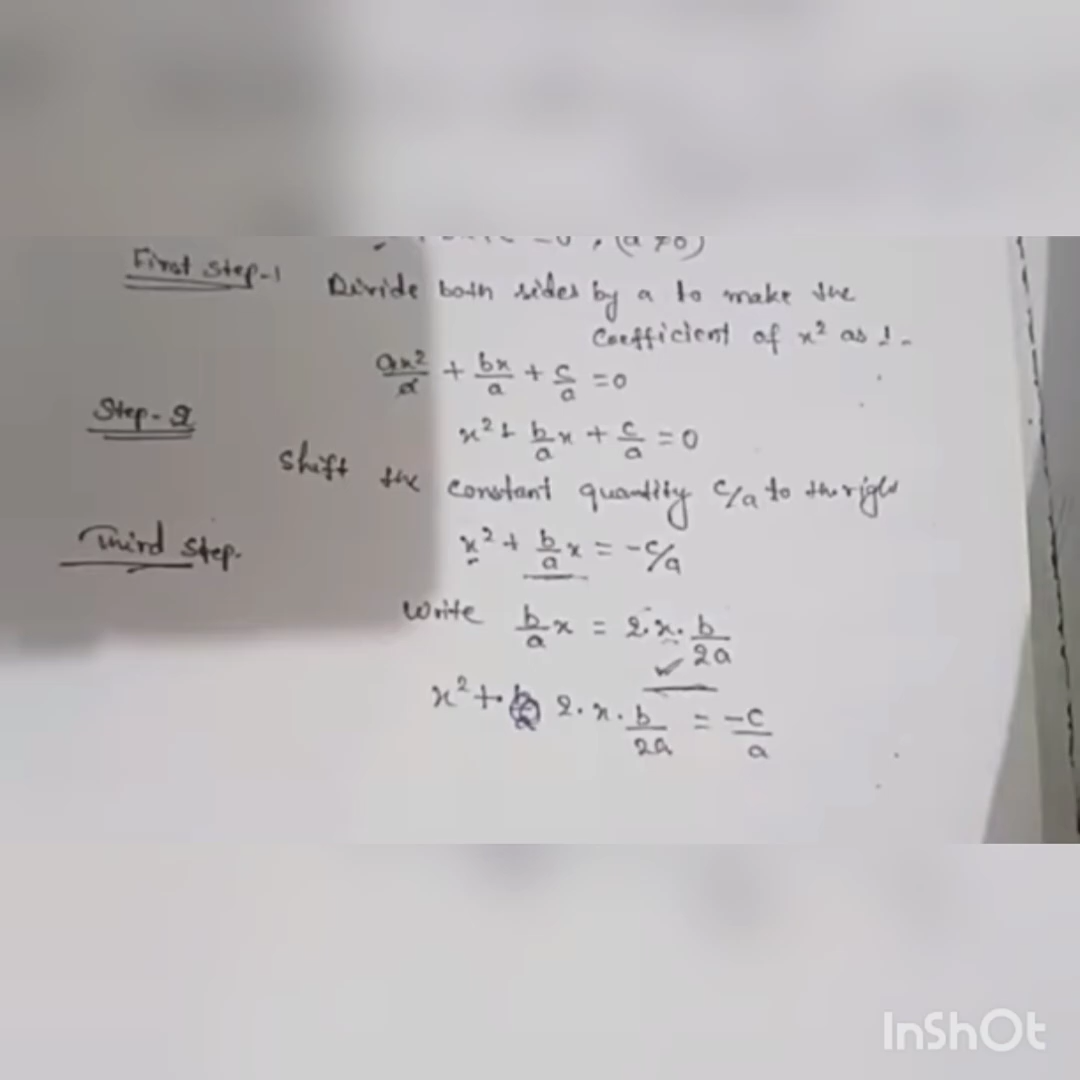 =0, (a≠0)
First step-1 Divide both sides by a to make the
coefficient of x² as 1.
ax²/a + bx/a + c/a = 0
Step-2
x² + b/a x + c/a = 0
Shift the constant quantity c/a to the right
Third step.
x² + b/a x = -c/a
Write b/a x = 2.x. b/2a
x² + 2.x. b/2a = -c/a
InShOt